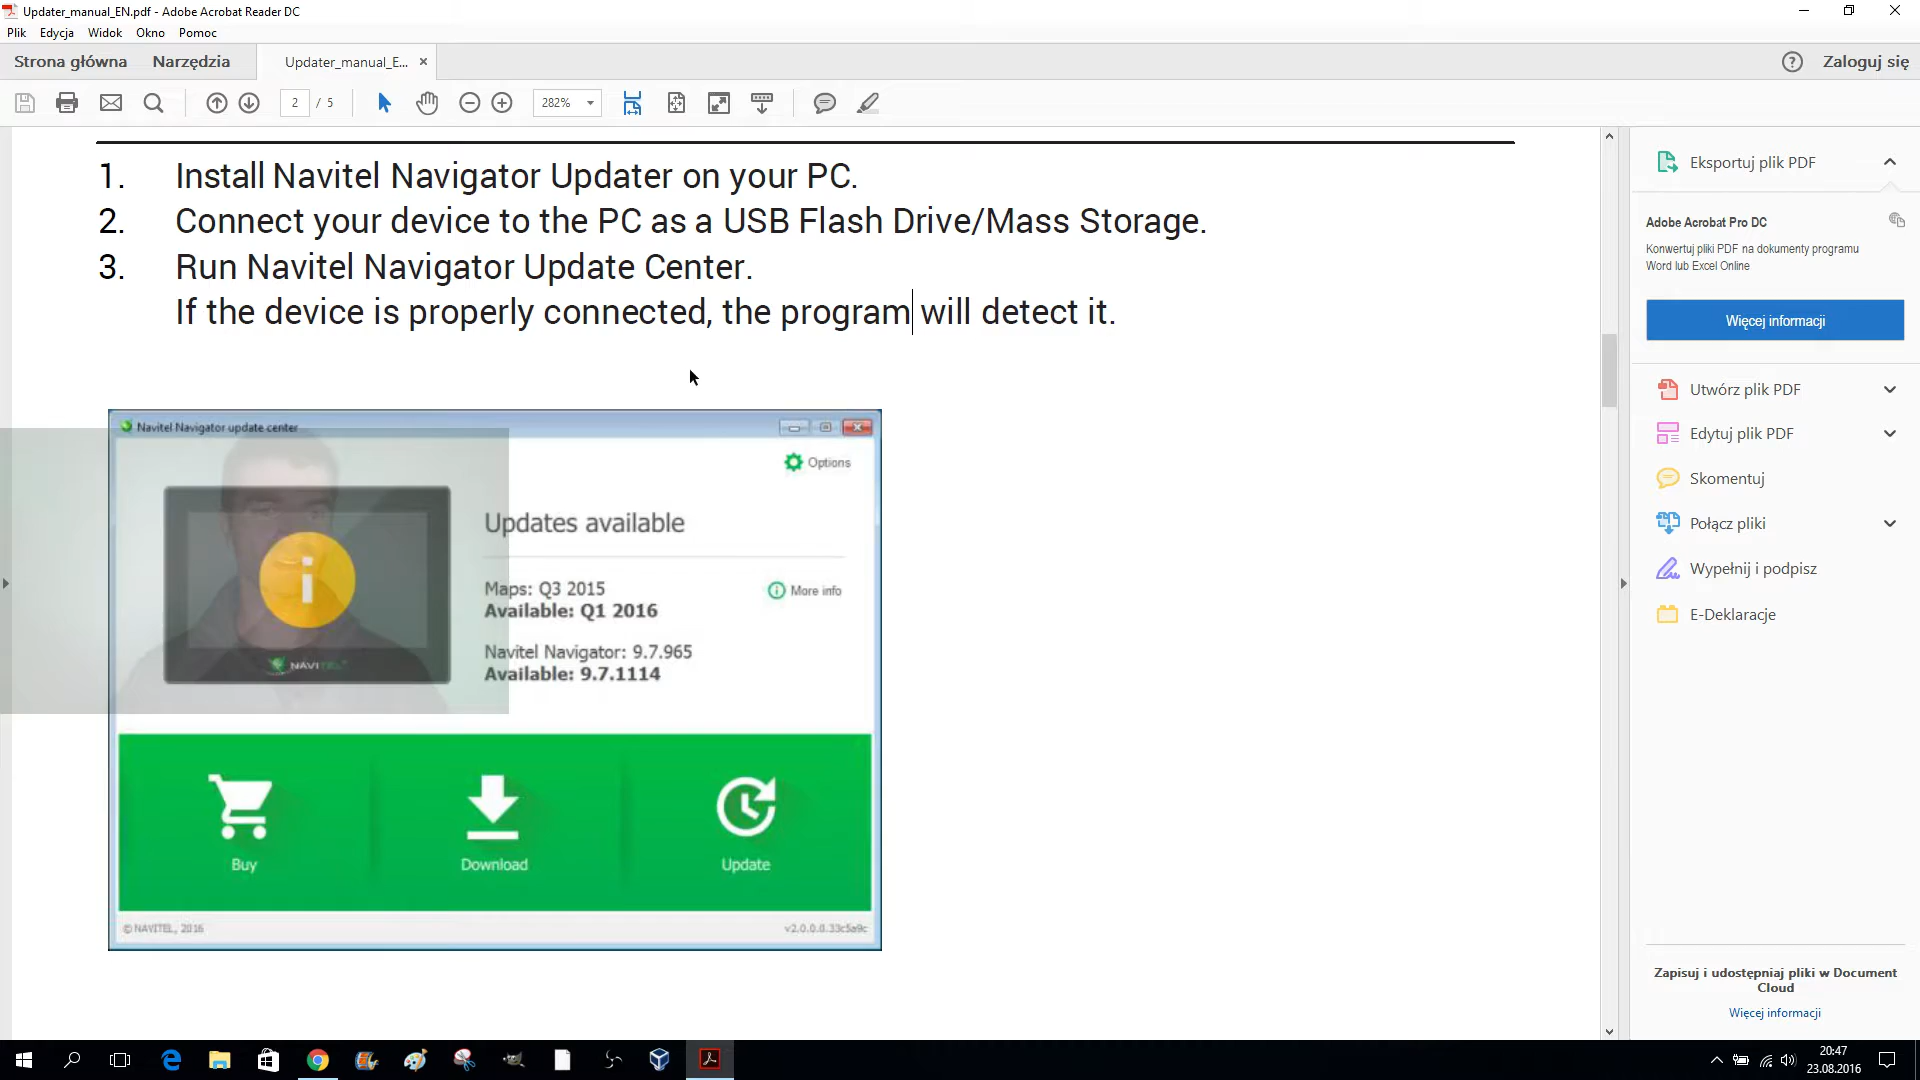 Updater_manual_EN.pdf - Adobe Acrobat Reader DC
Plik Edycja Widok Okno Pomoc
Strona główna Narzędzia Updater_manual_E... × ? Zaloguj się
2 / 5 282%
1. Install Navitel Navigator Updater on your PC.
2. Connect your device to the PC as a USB Flash Drive/Mass Storage.
3. Run Navitel Navigator Update Center.
If the device is properly connected, the program will detect it.
Navitel Navigator update center
Options
Updates available
Maps: Q3 2015
More info
Available: Q1 2016
Navitel Navigator: 9.7.965
Available: 9.7.1114
NAVITEL
Buy Download Update
© NAVITEL, 2016 v2.0.0.0.33c5a9c
Eksportuj plik PDF
Adobe Acrobat Pro DC
Konwertuj pliki PDF na dokumenty programu
Word lub Excel Online
Więcej informacji
Utwórz plik PDF
Edytuj plik PDF
Skomentuj
Połącz pliki
Wypełnij i podpisz
E-Deklaracje
Zapisuj i udostępniaj pliki w Document
Cloud
Więcej informacji
20:47
23.08.2016